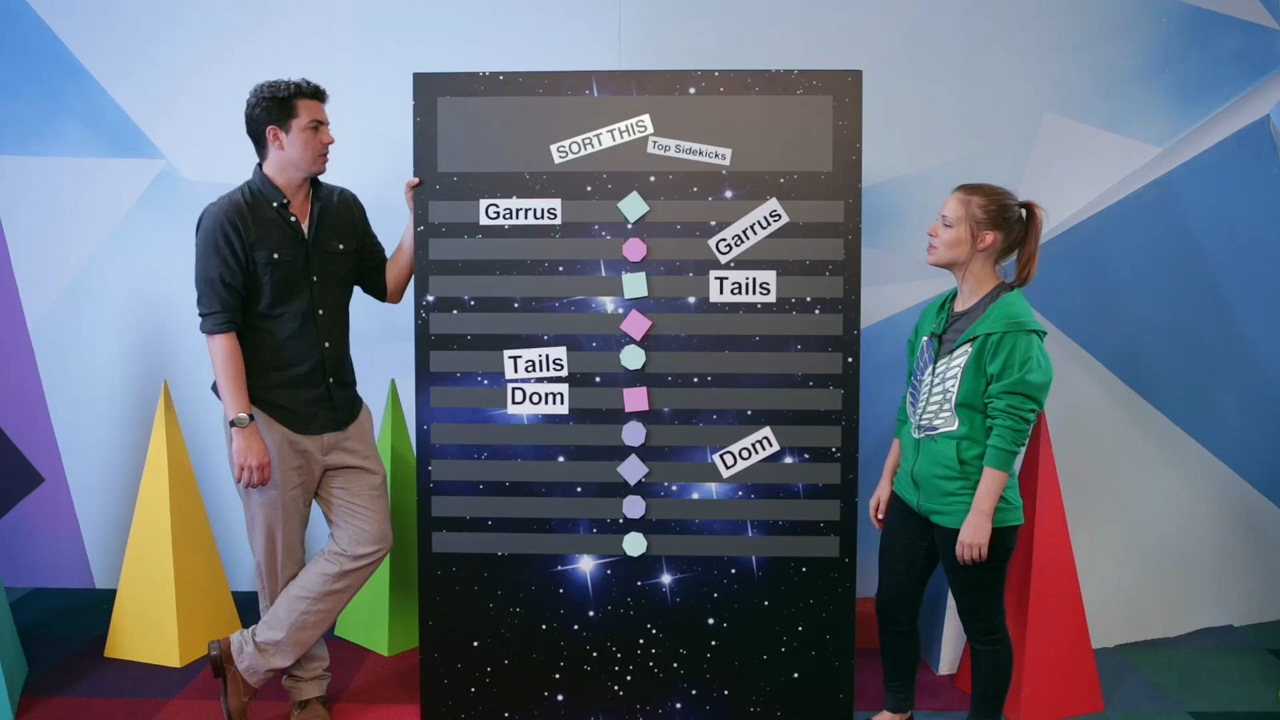 SORT THIS
Top Sidekicks
Garrus
Garrus
Tails
Tails
Dom
Dom